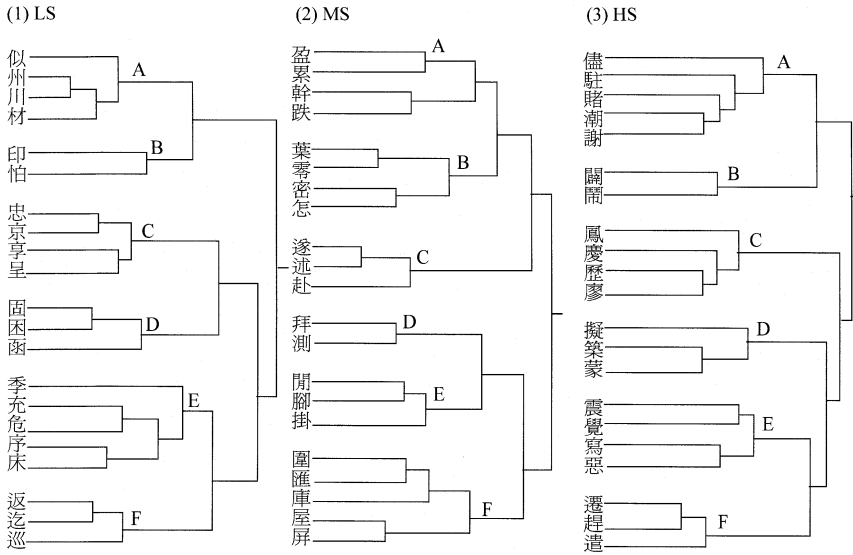 (1) LS
似
州
川
A
材
印
B
怕
忠
京
C
享
呈
固
困
D
函
季
E
充
危
序
床
返
迄
F
巡
(2) MS
盈
A
累
幹
跌
葉
零
B
密
怎
遂
述
C
赴
拜
D
測
閒
腳
E
掛
圍
匯
庫
屋
F
屏
(3) HS
儘
A
駐
賭
潮
謝
闢
B
鬧
鳳
C
慶
歷
廖
擬
D
築
蒙
震
覺
E
寫
惡
遷
趕
F
遣